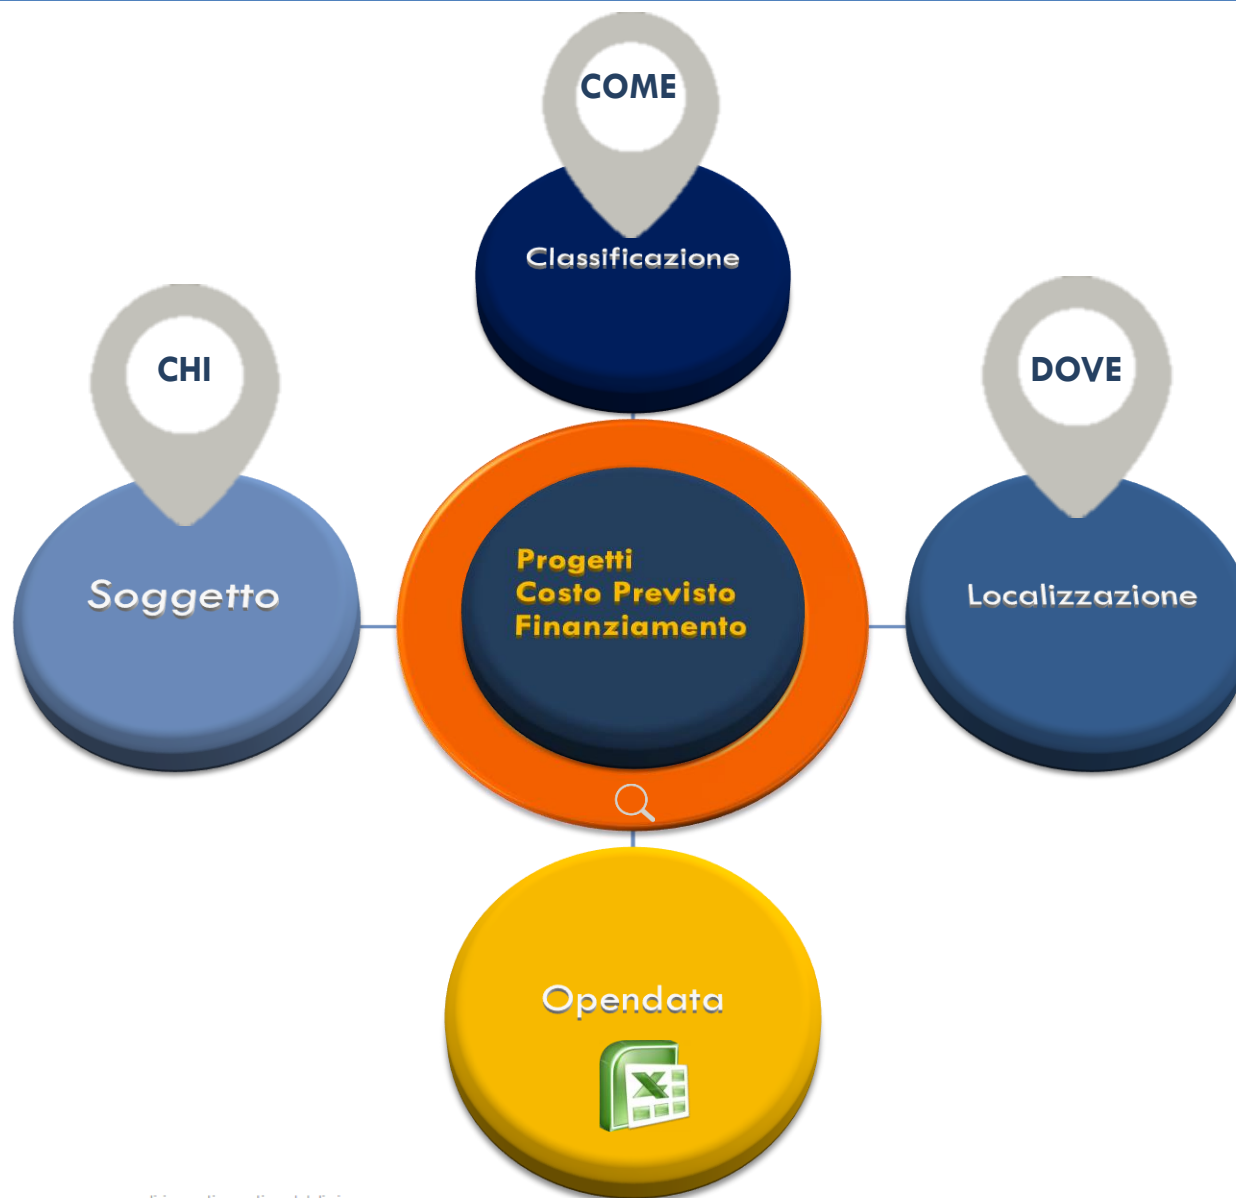 COME
Classificazione
CHI
DOVE
Soggetto
Progetti
Costo Previsto
Finanziamento
Localizzazione
Opendata